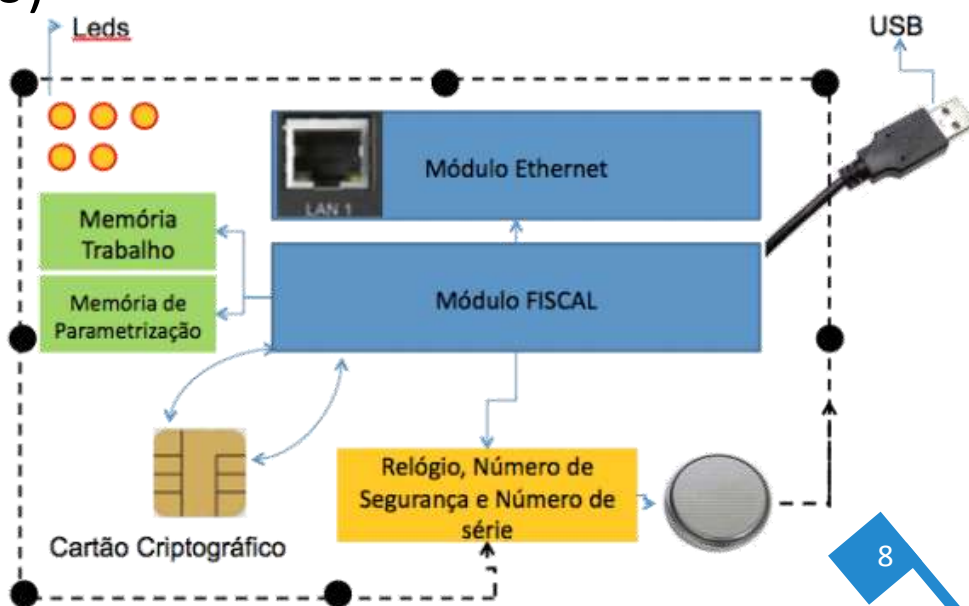 Leds
USB
LAN 1
Módulo Ethernet
Memória
Trabalho
Memória de
Parametrização
Módulo FISCAL
Relógio, Número de
Segurança e Número de
série
Cartão Criptográfico
8